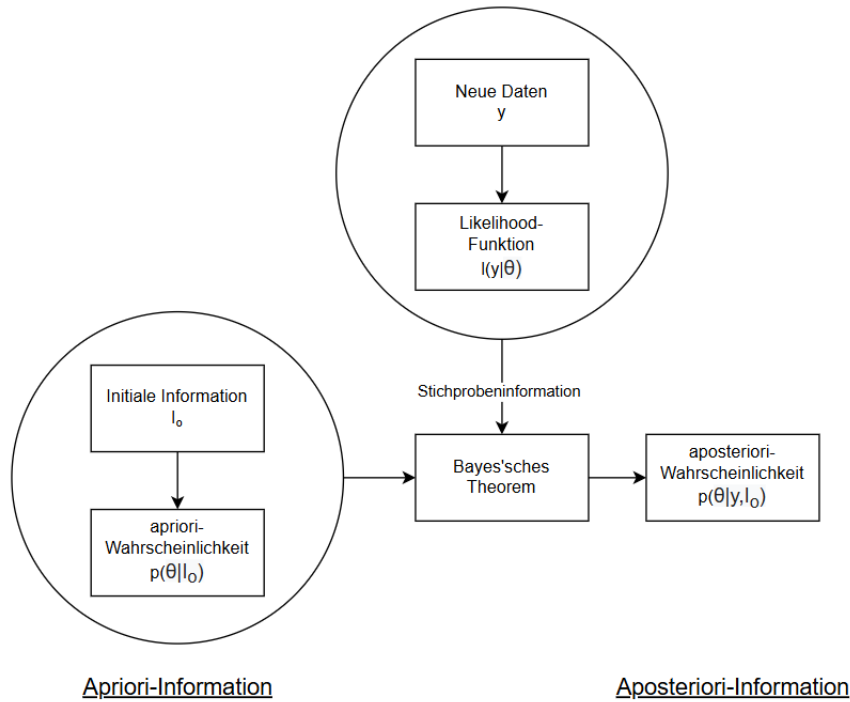 Neue Daten
y
Likelihood-
Funktion
l(y|θ)
Stichprobeninformation
Initiale Information
I₀
apriori-
Wahrscheinlichkeit
p(θ|I₀)
Bayes'sches
Theorem
aposteriori-
Wahrscheinlichkeit
p(θ|y,I₀)
Apriori-Information
Aposteriori-Information